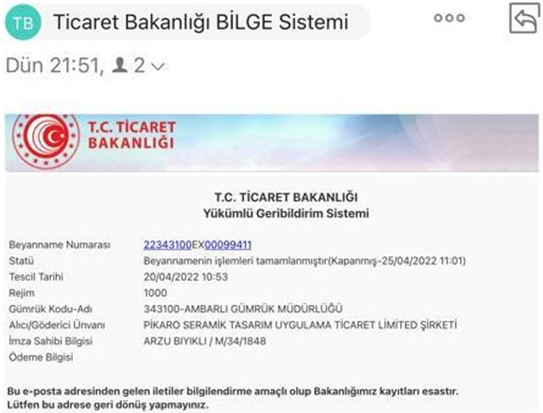 TB Ticaret Bakanlığı BİLGE Sistemi
Dün 21:51, 2
T.C. TİCARET
BAKANLIĞI
T.C. TİCARET BAKANLIĞI
Yükümlü Geribildirim Sistemi
Beyanname Numarası 22343100EX00099411
Statü Beyannamenin işlemleri tamamlanmıştır(Kapanmış-25/04/2022 11:01)
Tescil Tarihi 20/04/2022 10:53
Rejim 1000
Gümrük Kodu-Adı 343100-AMBARLI GÜMRÜK MÜDÜRLÜĞÜ
Alıcı/Göderici Ünvanı PİKARO SERAMİK TASARIM UYGULAMA TİCARET LİMİTED ŞİRKETİ
İmza Sahibi Bilgisi ARZU BIYIKLI / M/34/1848
Ödeme Bilgisi
Bu e-posta adresinden gelen iletiler bilgilendirme amaçlı olup Bakanlığımız kayıtları esastır.
Lütfen bu adrese geri dönüş yapmayınız.